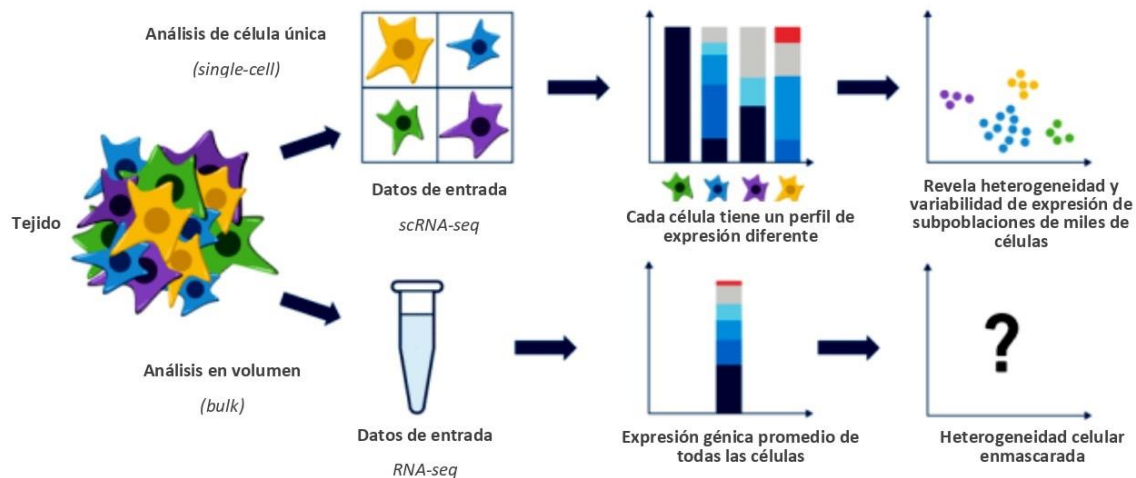 Análisis de célula única
(single-cell)
Tejido
Datos de entrada
scRNA-seq
Cada célula tiene un perfil de
expresión diferente
Revela heterogeneidad y
variabilidad de expresión de
subpoblaciones de miles de
células
Análisis en volumen
(bulk)
Datos de entrada
RNA-seq
Expresión génica promedio de
todas las células
?
Heterogeneidad celular
enmascarada